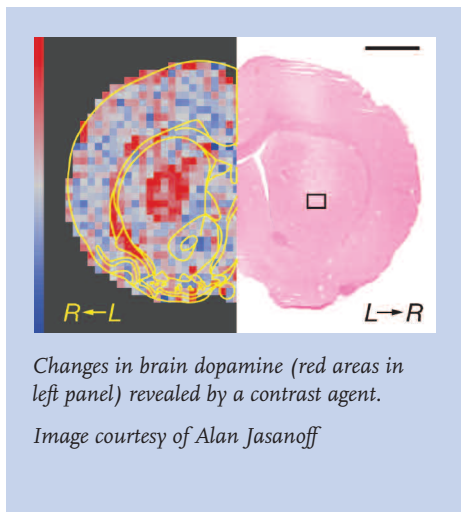 R←L
L→R
Changes in brain dopamine (red areas in
left panel) revealed by a contrast agent.
Image courtesy of Alan Jasanoff